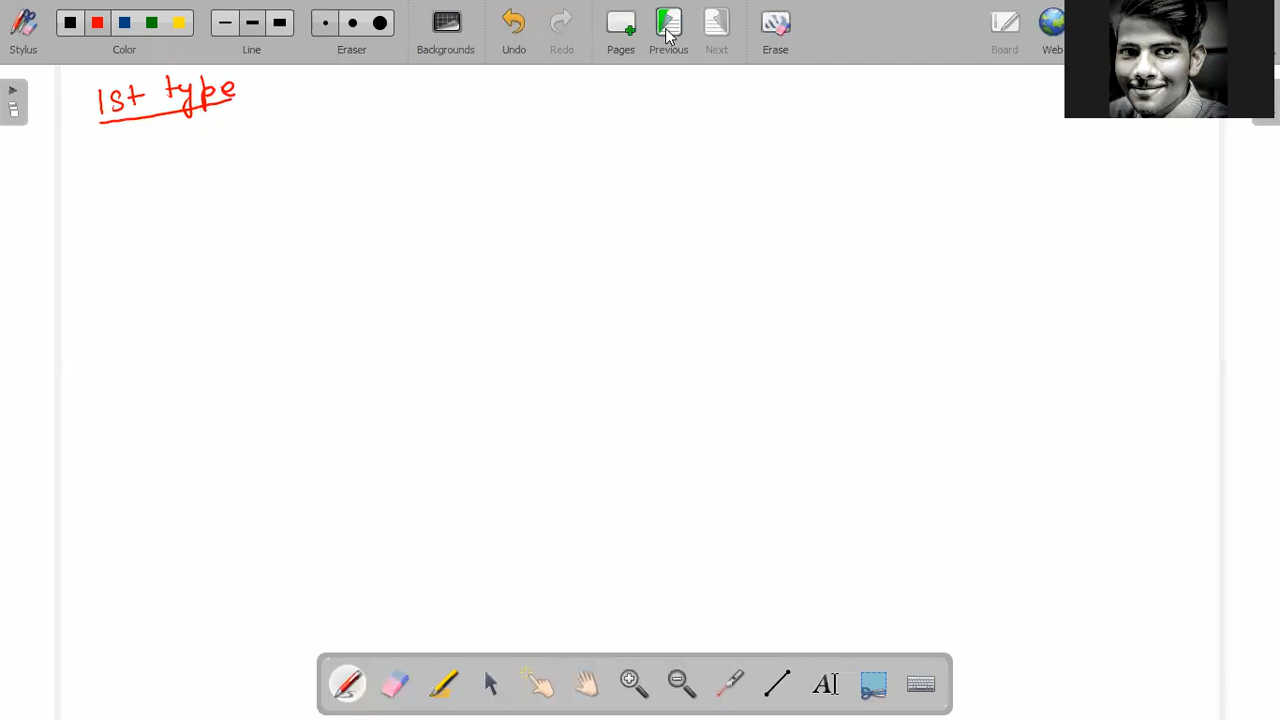 Stylus
Color
Line
Eraser
Backgrounds
Undo
Redo
Pages
Previous
Next
Erase
Board
Web
1st type